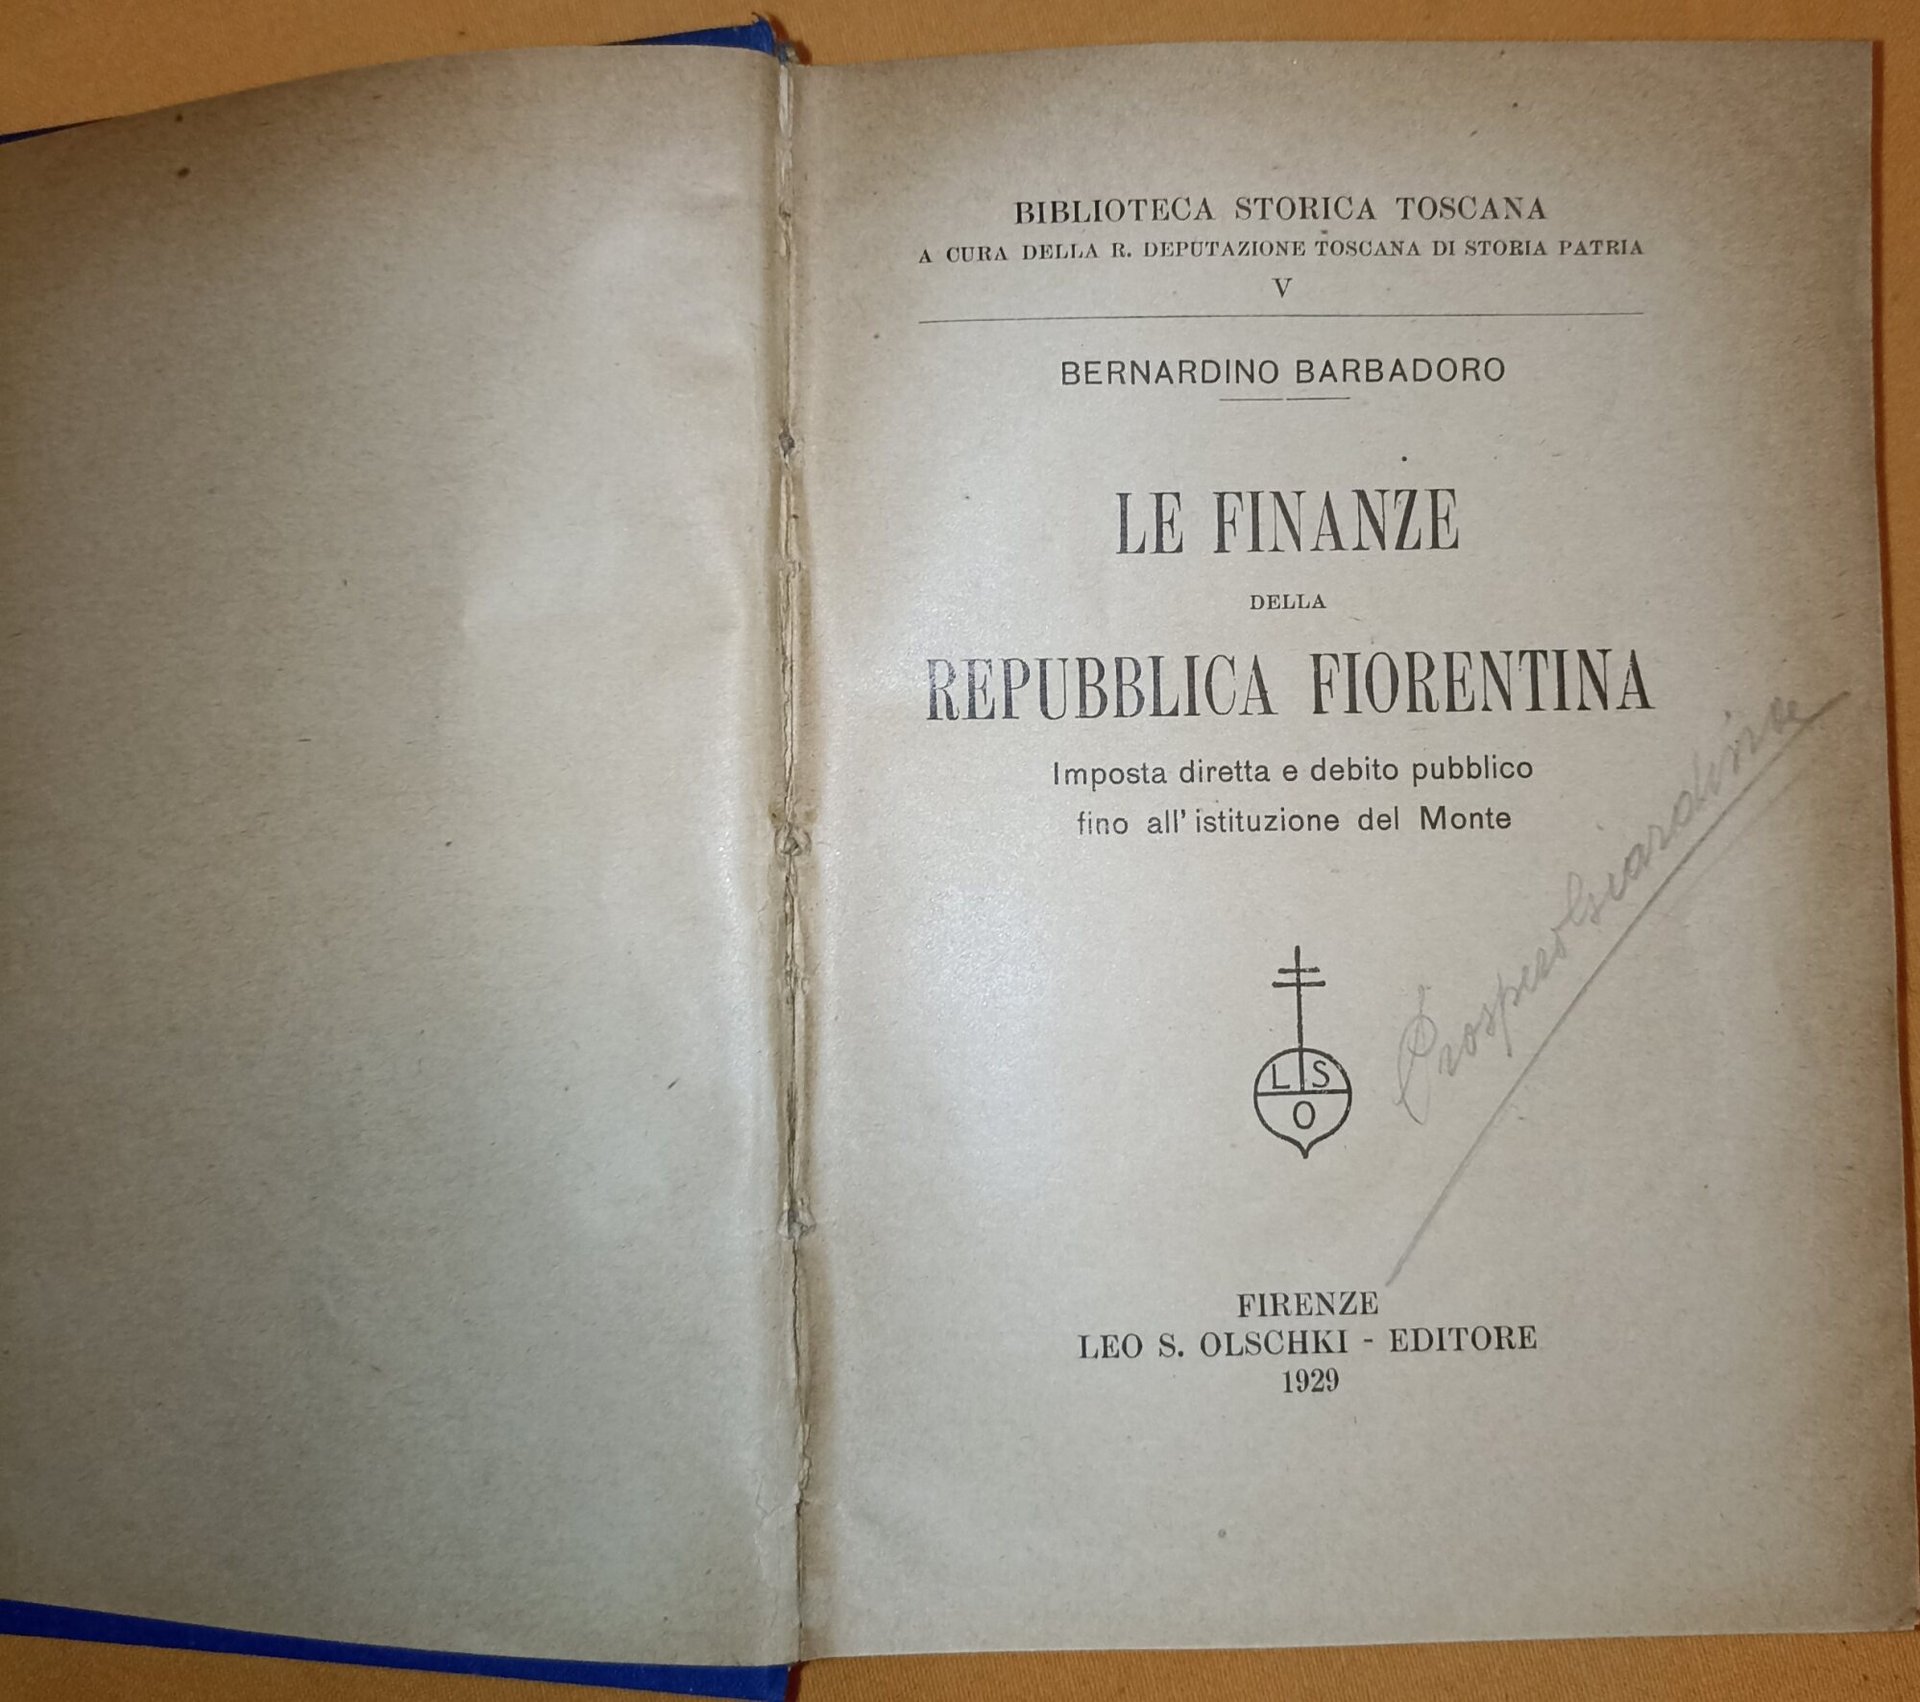 BIBLIOTECA STORICA TOSCANA
A CURA DELLA R. DEPUTAZIONE TOSCANA DI STORIA PATRIA
V
BERNARDINO BARBADORO
LE FINANZE
DELLA
REPUBBLICA FIORENTINA
Imposta diretta e debito pubblico
fino all' istituzione del Monte
L S
O
Prospero
FIRENZE
LEO S. OLSCHKI - EDITORE
1929